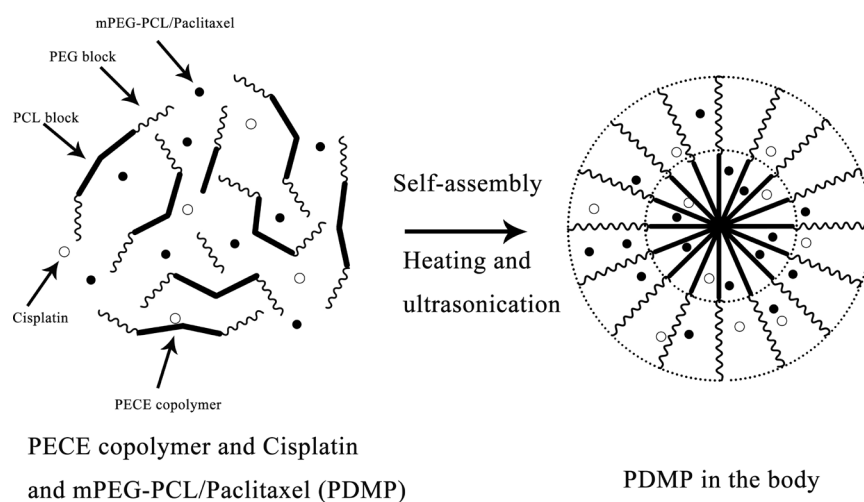 mPEG-PCL/Paclitaxel
PEG block
PCL block
Cisplatin
PECE copolymer
Self-assembly
Heating and
ultrasonication
PECE copolymer and Cisplatin
and mPEG-PCL/Paclitaxel (PDMP)
PDMP in the body